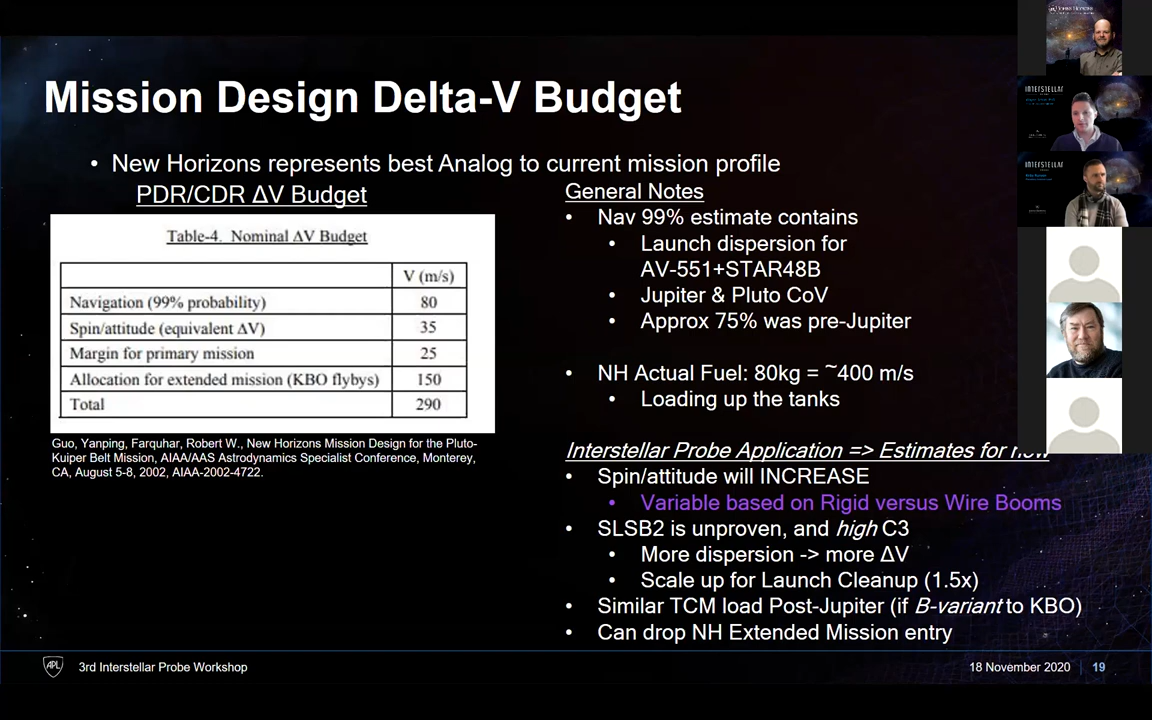 Mission Design Delta-V Budget
• New Horizons represents best Analog to current mission profile
PDR/CDR ΔV Budget
Table-4. Nominal ΔV Budget
V (m/s)
Navigation (99% probability) 80
Spin/attitude (equivalent ΔV) 35
Margin for primary mission 25
Allocation for extended mission (KBO flybys) 150
Total 290
Guo, Yanping, Farquhar, Robert W., New Horizons Mission Design for the Pluto-
Kuiper Belt Mission, AIAA/AAS Astrodynamics Specialist Conference, Monterey,
CA, August 5-8, 2002, AIAA-2002-4722.
General Notes
• Nav 99% estimate contains
• Launch dispersion for
AV-551+STAR48B
• Jupiter & Pluto CoV
• Approx 75% was pre-Jupiter
• NH Actual Fuel: 80kg = ~400 m/s
• Loading up the tanks
Interstellar Probe Application => Estimates for now
• Spin/attitude will INCREASE
• Variable based on Rigid versus Wire Booms
• SLSB2 is unproven, and high C3
• More dispersion -> more ΔV
• Scale up for Launch Cleanup (1.5x)
• Similar TCM load Post-Jupiter (if B-variant to KBO)
• Can drop NH Extended Mission entry
APL
3rd Interstellar Probe Workshop
18 November 2020 | 19
INTERSTELLAR
INTERSTELLAR